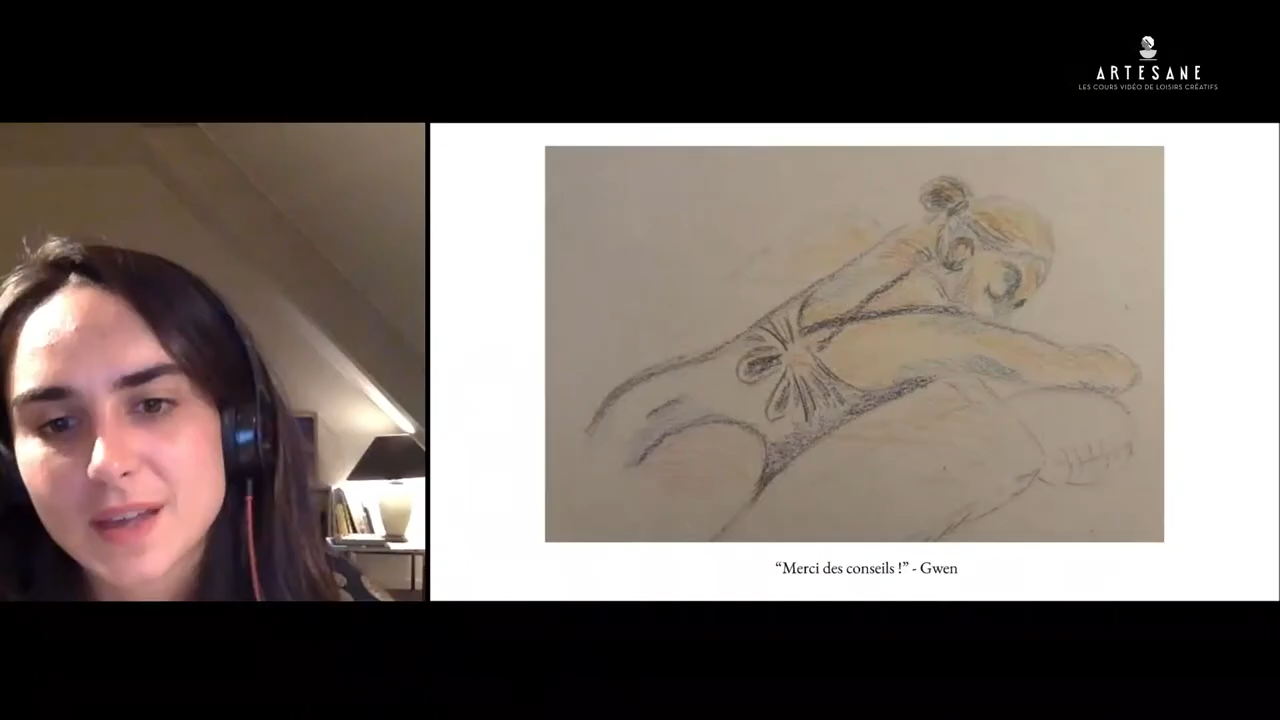 ARTESANE
LES COURS VIDÉO DE LOISIRS CRÉATIFS
“Merci des conseils !” - Gwen